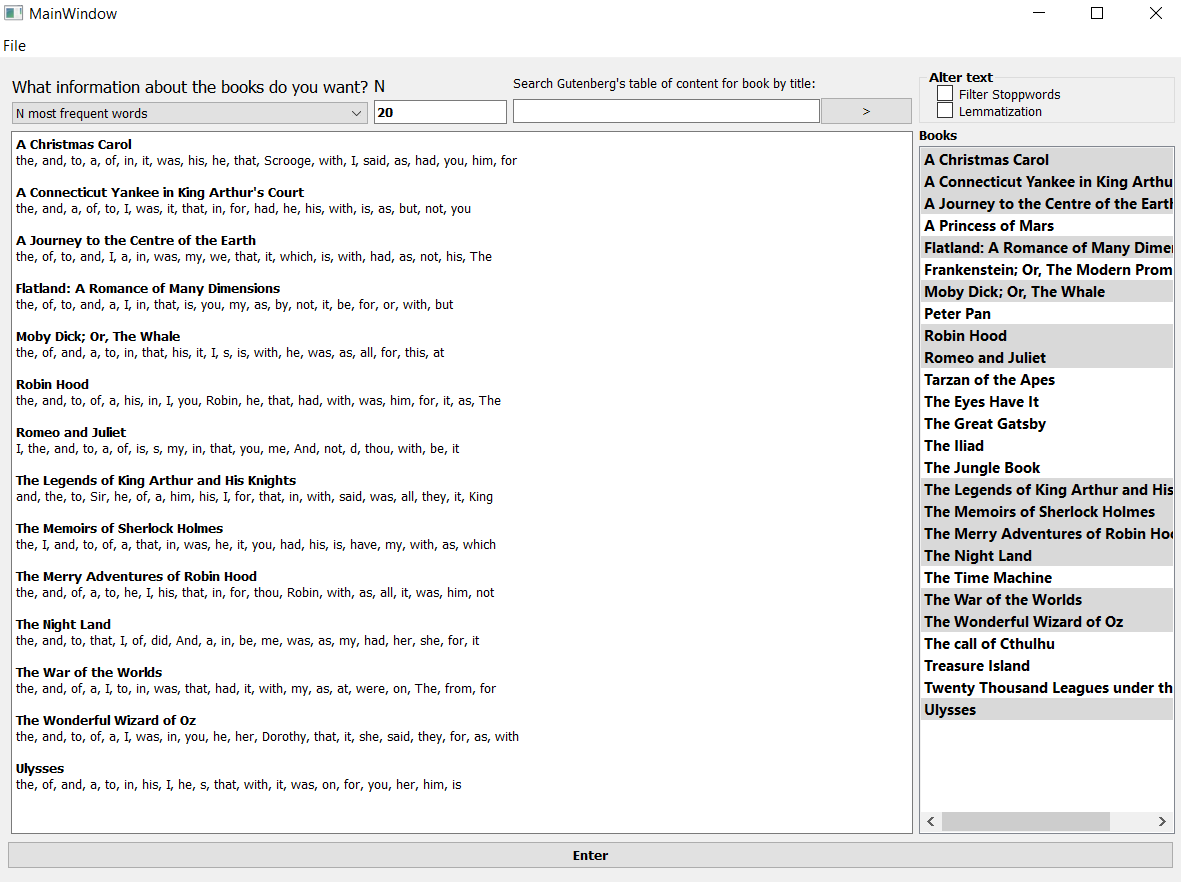 MainWindow
File
What information about the books do you want?
N
Search Gutenberg's table of content for book by title:
N most frequent words
20
>
Alter text
Filter Stoppwords
Lemmatization
A Christmas Carol
the, and, to, a, of, in, it, was, his, he, that, Scrooge, with, I, said, as, had, you, him, for
A Connecticut Yankee in King Arthur's Court
the, and, a, of, to, I, was, it, that, in, for, had, he, his, with, is, as, but, not, you
A Journey to the Centre of the Earth
the, of, to, and, I, a, in, was, my, we, that, it, which, is, with, had, as, not, his, The
Flatland: A Romance of Many Dimensions
the, of, to, and, a, I, in, that, is, you, my, as, by, not, it, be, for, or, with, but
Moby Dick; Or, The Whale
the, of, and, a, to, in, that, his, it, I, s, is, with, he, was, as, all, for, this, at
Robin Hood
the, and, to, of, a, his, in, I, you, Robin, he, that, had, with, was, him, for, it, as, The
Romeo and Juliet
I, the, and, to, a, of, is, s, my, in, that, you, me, And, not, d, thou, with, be, it
The Legends of King Arthur and His Knights
and, the, to, Sir, he, of, a, him, his, I, for, that, in, with, said, was, all, they, it, King
The Memoirs of Sherlock Holmes
the, I, and, to, of, a, that, in, was, he, it, you, had, his, is, have, my, with, as, which
The Merry Adventures of Robin Hood
the, and, of, a, to, he, I, his, that, in, for, thou, Robin, with, as, all, it, was, him, not
The Night Land
the, and, to, that, I, of, did, And, a, in, be, me, was, as, my, had, her, she, for, it
The War of the Worlds
the, and, of, a, I, to, in, was, that, had, it, with, my, as, at, were, on, The, from, for
The Wonderful Wizard of Oz
the, and, to, of, a, I, was, in, you, he, her, Dorothy, that, it, she, said, they, for, as, with
Ulysses
the, of, and, a, to, in, his, I, he, s, that, with, it, was, on, for, you, her, him, is
Books
A Christmas Carol
A Connecticut Yankee in King Arthu
A Journey to the Centre of the Earth
A Princess of Mars
Flatland: A Romance of Many Dime
Frankenstein; Or, The Modern Prom
Moby Dick; Or, The Whale
Peter Pan
Robin Hood
Romeo and Juliet
Tarzan of the Apes
The Eyes Have It
The Great Gatsby
The Iliad
The Jungle Book
The Legends of King Arthur and His
The Memoirs of Sherlock Holmes
The Merry Adventures of Robin Ho
The Night Land
The Time Machine
The War of the Worlds
The Wonderful Wizard of Oz
The call of Cthulhu
Treasure Island
Twenty Thousand Leagues under th
Ulysses
Enter